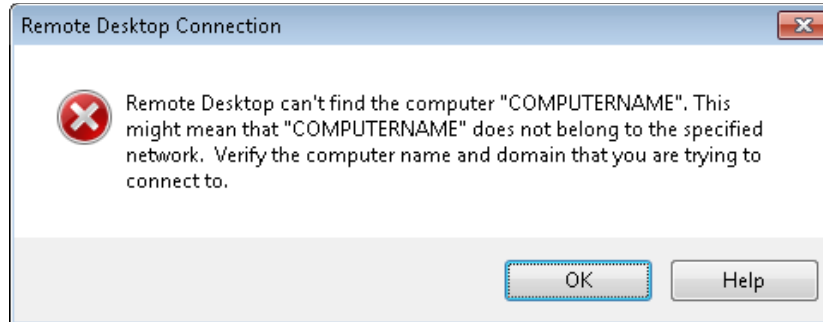 Remote Desktop Connection
Remote Desktop can't find the computer "COMPUTERNAME". This
might mean that "COMPUTERNAME" does not belong to the specified
network.  Verify the computer name and domain that you are trying to
connect to.
OK
Help